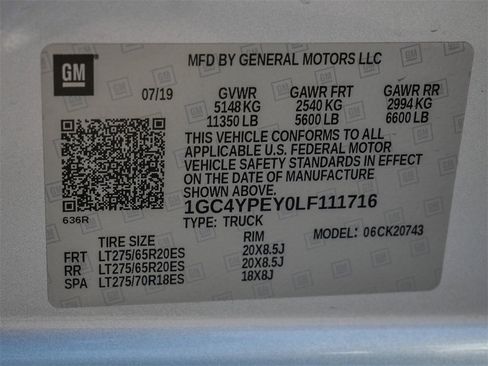 GM
MFD BY GENERAL MOTORS LLC
07/19 GVWR GAWR FRT GAWR RR
5148 KG 2540 KG 2994 KG
11350 LB 5600 LB 6600 LB
THIS VEHICLE CONFORMS TO ALL
APPLICABLE U.S. FEDERAL MOTOR
VEHICLE SAFETY STANDARDS IN EFFECT
ON THE DATE OF MANUFACTURE
SHOWN ABOVE.
1GC4YPEY0LF111716
636R TYPE: TRUCK MODEL: 06CK20743
TIRE SIZE RIM
FRT LT275/65R20ES 20X8.5J
RR LT275/65R20ES 20X8.5J
SPA LT275/70R18ES 18X8J